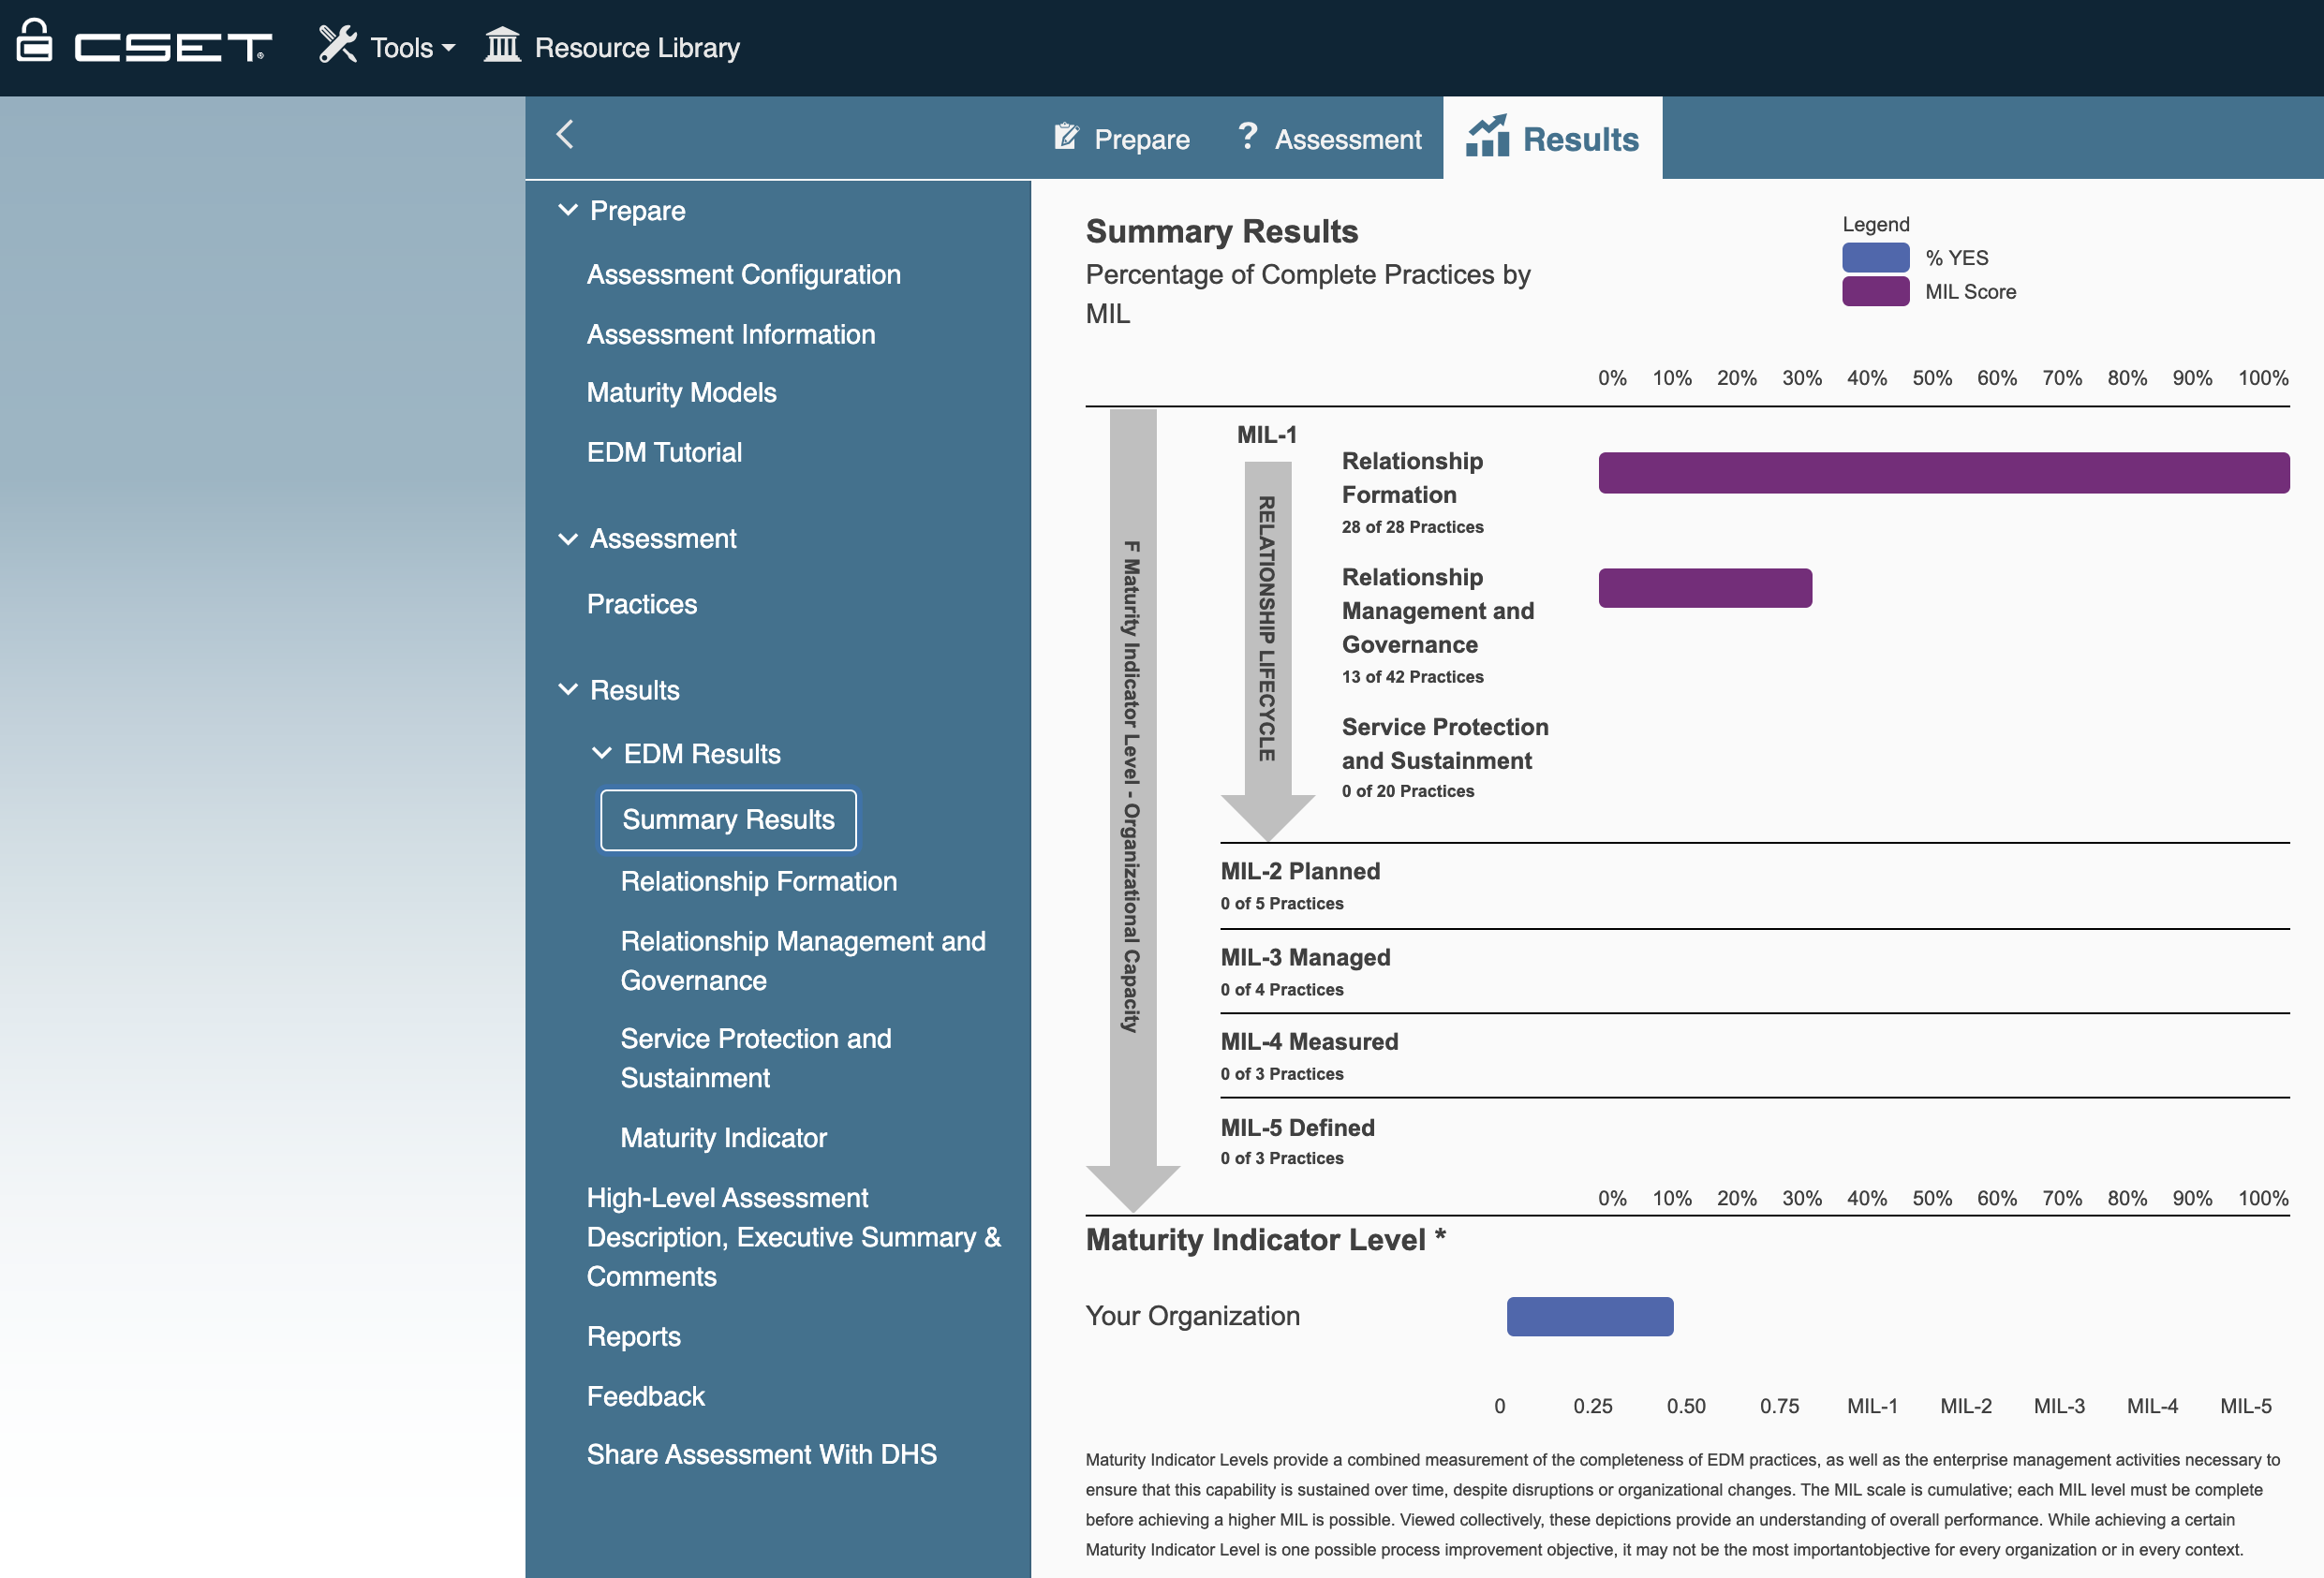 CSET®
Tools
Resource Library
Prepare
Assessment
Results
Prepare
Assessment Configuration
Assessment Information
Maturity Models
EDM Tutorial
Assessment
Practices
Results
EDM Results
Summary Results
Relationship Formation
Relationship Management and
Governance
Service Protection and
Sustainment
Maturity Indicator
High-Level Assessment
Description, Executive Summary &
Comments
Reports
Feedback
Share Assessment With DHS
Summary Results
Percentage of Complete Practices by
MIL
Legend
% YES
MIL Score
0% 10% 20% 30% 40% 50% 60% 70% 80% 90% 100%
F Maturity Indicator Level - Organizational Capacity
MIL-1
RELATIONSHIP LIFECYCLE
Relationship
Formation
28 of 28 Practices
Relationship
Management and
Governance
13 of 42 Practices
Service Protection
and Sustainment
0 of 20 Practices
MIL-2 Planned
0 of 5 Practices
MIL-3 Managed
0 of 4 Practices
MIL-4 Measured
0 of 3 Practices
MIL-5 Defined
0 of 3 Practices
0% 10% 20% 30% 40% 50% 60% 70% 80% 90% 100%
Maturity Indicator Level *
Your Organization
0 0.25 0.50 0.75 MIL-1 MIL-2 MIL-3 MIL-4 MIL-5
Maturity Indicator Levels provide a combined measurement of the completeness of EDM practices, as well as the enterprise management activities necessary to
ensure that this capability is sustained over time, despite disruptions or organizational changes. The MIL scale is cumulative; each MIL level must be complete
before achieving a higher MIL is possible. Viewed collectively, these depictions provide an understanding of overall performance. While achieving a certain
Maturity Indicator Level is one possible process improvement objective, it may not be the most importantobjective for every organization or in every context.